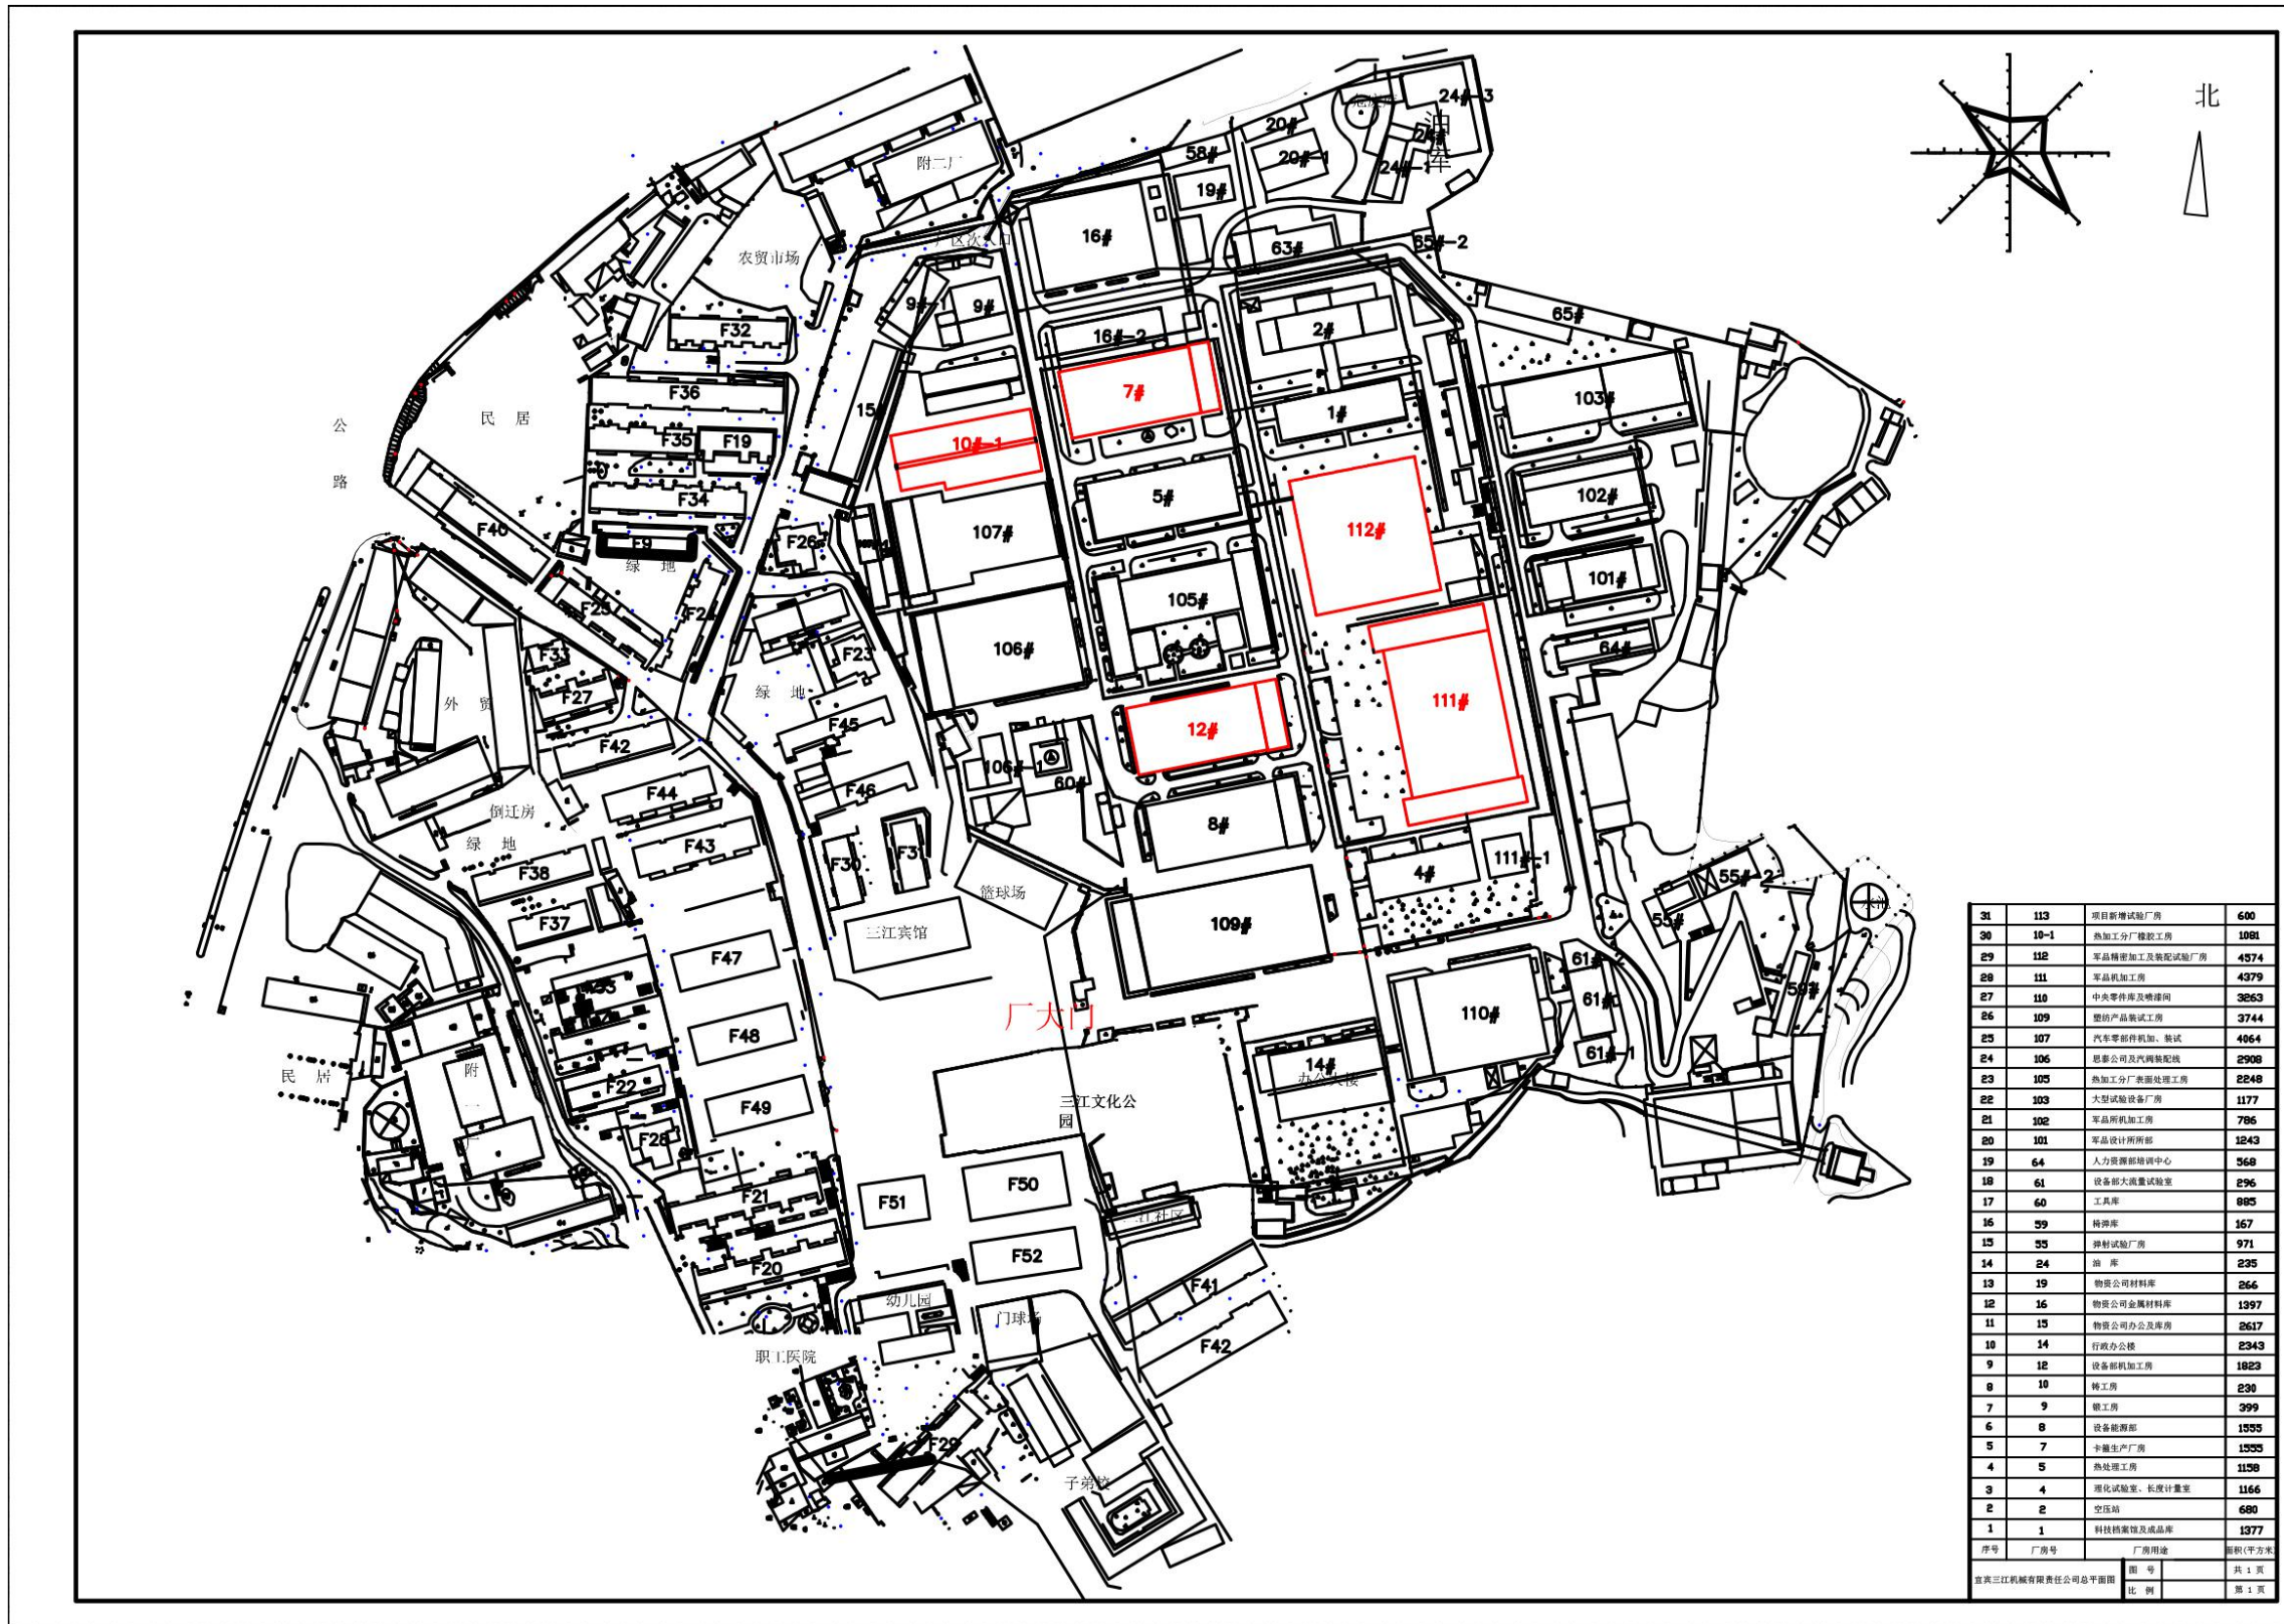 北
24#-3
油
库
24#
24#-1
20#
20#-1
58#
19#
附二厂
16#
厂区次入口
63#
65#-2
农贸市场
9#-1
9#
65#
F32
16#-2
2#
7#
F36
103#
15
1#
公
路
民 居
F35
F19
10#-1
5#
102#
F34
107#
112#
F40
F9
F26
绿 地
101#
F25
F24
105#
64#
106#
F23
F33
F27
绿 地
外 贸
111#
F45
12#
F42
106#-1
60#
F44
F46
倒迁房
8#
绿 地
F43
F31
F30
111#-1
4#
F38
篮球场
55#-2
水池
F37
三江宾馆
109#
55#
F47
61#-2
59#
61#
厂大门
110#
F48
61#-1
14#
办公大楼
民 居
附
一
厂
F22
三江文化公
园
F49
F28
F21
F51
F50
三江社区
F20
F52
F41
幼儿园
门球场
F42
职工医院
F29
子弟校
31 113 项目新增试验厂房 600
30 10-1 热加工分厂橡胶工房 1081
29 112 军品精密加工及装配试验厂房 4574
28 111 军品机加工房 4379
27 110 中央零件库及喷漆间 3263
26 109 塑纺产品装试工房 3744
25 107 汽车零部件机加、装试 4064
24 106 思泰公司及汽阀装配线 2908
23 105 热加工分厂表面处理工房 2248
22 103 大型试验设备厂房 1177
21 102 军品所机加工房 786
20 101 军品设计所所部 1243
19 64 人力资源部培训中心 568
18 61 设备部大流量试验室 296
17 60 工具库 885
16 59 枪弹库 167
15 55 弹射试验厂房 971
14 24 油 库 235
13 19 物资公司材料库 266
12 16 物资公司金属材料库 1397
11 15 物资公司办公及库房 2617
10 14 行政办公楼 2343
9 12 设备部机加工房 1823
8 10 铸工房 230
7 9 锻工房 399
6 8 设备能源部 1555
5 7 卡箍生产厂房 1555
4 5 热处理工房 1158
3 4 理化试验室、长度计量室 1166
2 2 空压站 680
1 1 科技档案馆及成品库 1377
序号 厂房号 厂房用途 面积(平方米)
宜宾三江机械有限责任公司总平面图
图 号 共 1 页
比 例 第 1 页